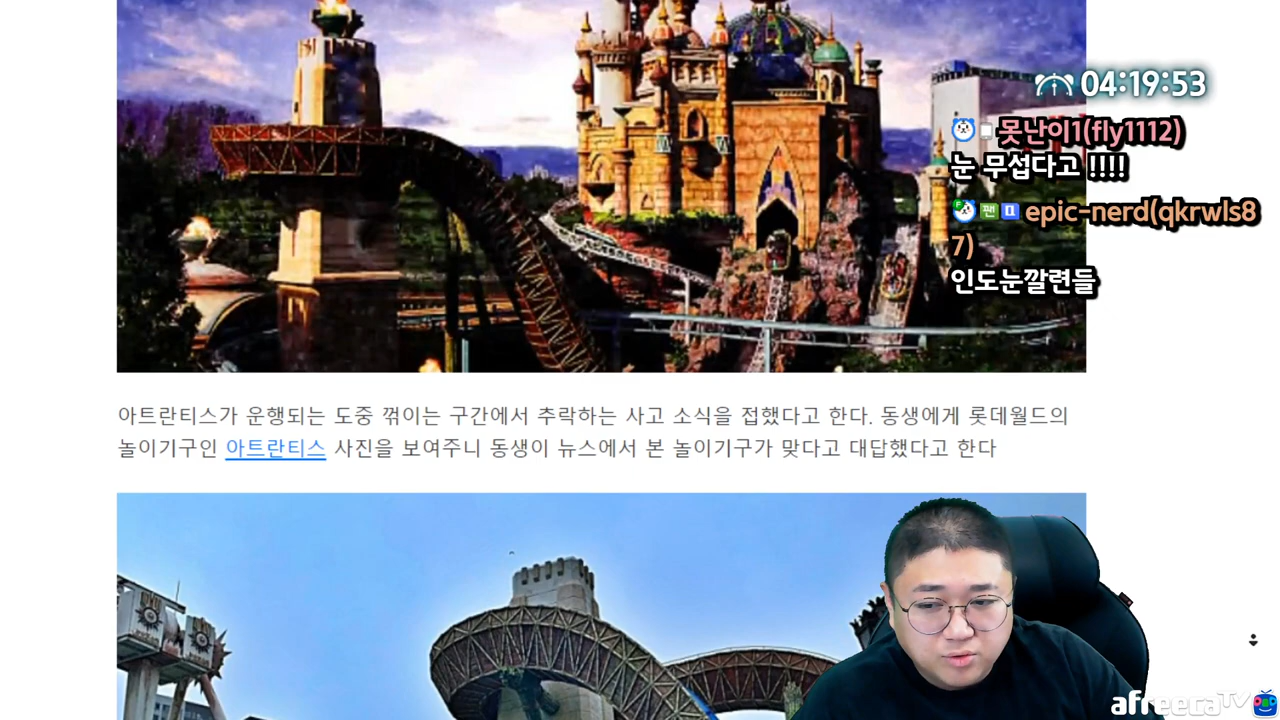 04:19:53
못난이1(fly1112)
눈 무섭다고 !!!!
팬 epic-nerd(qkrwls8
7)
인도눈깔련들
아트란티스가 운행되는 도중 꺾이는 구간에서 추락하는 사고 소식을 접했다고 한다. 동생에게 롯데월드의
놀이기구인 아트란티스 사진을 보여주니 동생이 뉴스에서 본 놀이기구가 맞다고 대답했다고 한다
afreecaTV